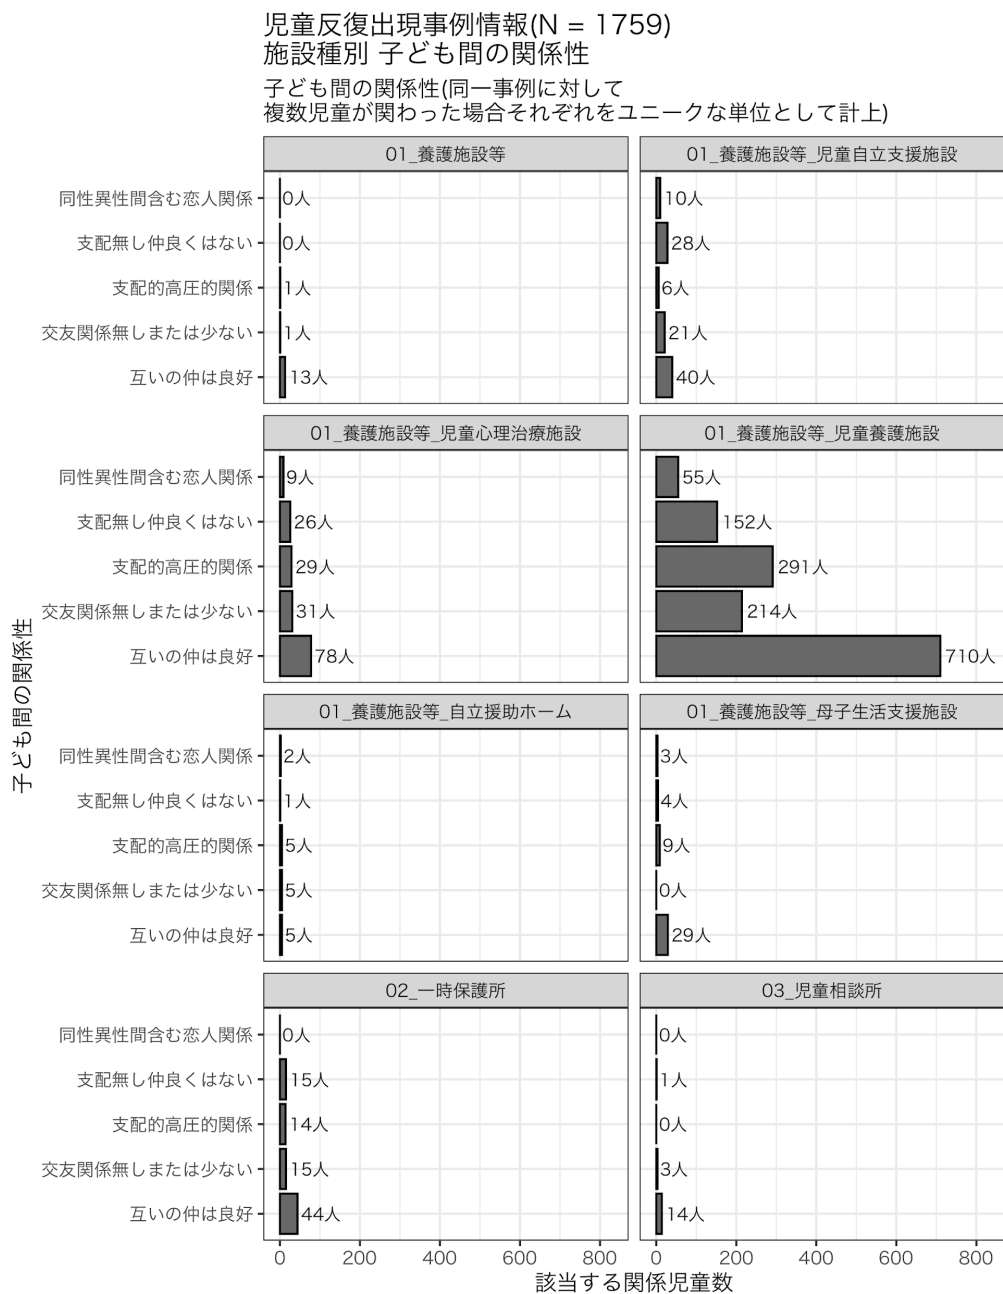 児童反復出現事例情報(N = 1759)
施設種別 子ども間の関係性
子ども間の関係性(同一事例に対して
複数児童が関わった場合それぞれをユニークな単位として計上)
子ども間の関係性
01_養護施設等
同性異性間含む恋人関係 0人
支配無し仲良くはない 0人
支配的高圧的関係 1人
交友関係無しまたは少ない 1人
互いの仲は良好 13人
01_養護施設等_児童自立支援施設
10人
28人
6人
21人
40人
01_養護施設等_児童心理治療施設
同性異性間含む恋人関係 9人
支配無し仲良くはない 26人
支配的高圧的関係 29人
交友関係無しまたは少ない 31人
互いの仲は良好 78人
01_養護施設等_児童養護施設
55人
152人
291人
214人
710人
01_養護施設等_自立援助ホーム
同性異性間含む恋人関係 2人
支配無し仲良くはない 1人
支配的高圧的関係 5人
交友関係無しまたは少ない 5人
互いの仲は良好 5人
01_養護施設等_母子生活支援施設
3人
4人
9人
0人
29人
02_一時保護所
同性異性間含む恋人関係 0人
支配無し仲良くはない 15人
支配的高圧的関係 14人
交友関係無しまたは少ない 15人
互いの仲は良好 44人
03_児童相談所
0人
1人
0人
3人
14人
0 200 400 600 800
0 200 400 600 800
該当する関係児童数